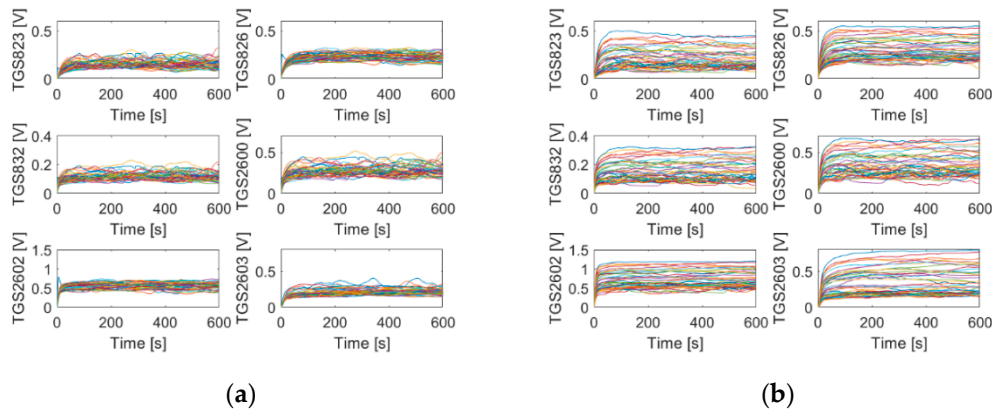 TGS823 [V]
0.5
0
0 200 400 600
Time [s]
TGS826 [V]
0.5
0
0 200 400 600
Time [s]
TGS832 [V]
0.4
0.2
0
0 200 400 600
Time [s]
TGS2600 [V]
0.5
0
0 200 400 600
Time [s]
TGS2602 [V]
1.5
1
0.5
0
0 200 400 600
Time [s]
TGS2603 [V]
0.5
0
0 200 400 600
Time [s]
(a)
TGS823 [V]
0.5
0
0 200 400 600
Time [s]
TGS826 [V]
0.5
0
0 200 400 600
Time [s]
TGS832 [V]
0.4
0.2
0
0 200 400 600
Time [s]
TGS2600 [V]
0.5
0
0 200 400 600
Time [s]
TGS2602 [V]
1.5
1
0.5
0
0 200 400 600
Time [s]
TGS2603 [V]
0.5
0
0 200 400 600
Time [s]
(b)